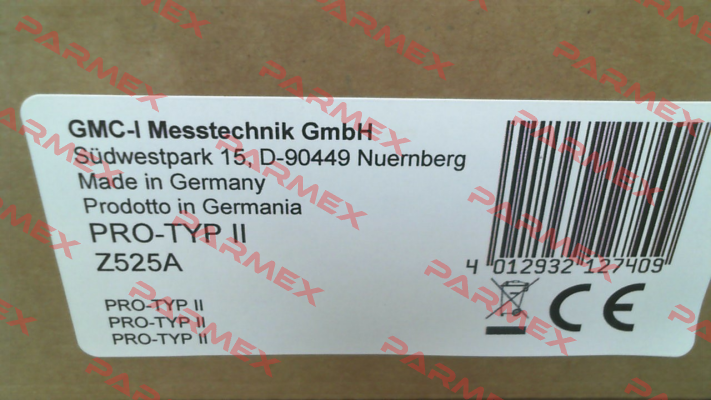 GMC-I Messtechnik GmbH
Südwestpark 15, D-90449 Nuernberg
Made in Germany
Prodotto in Germania
PRO-TYP II
Z525A
PRO-TYP II
PRO-TYP II
PRO-TYP II
4 012932 127409
CE
PARMEX